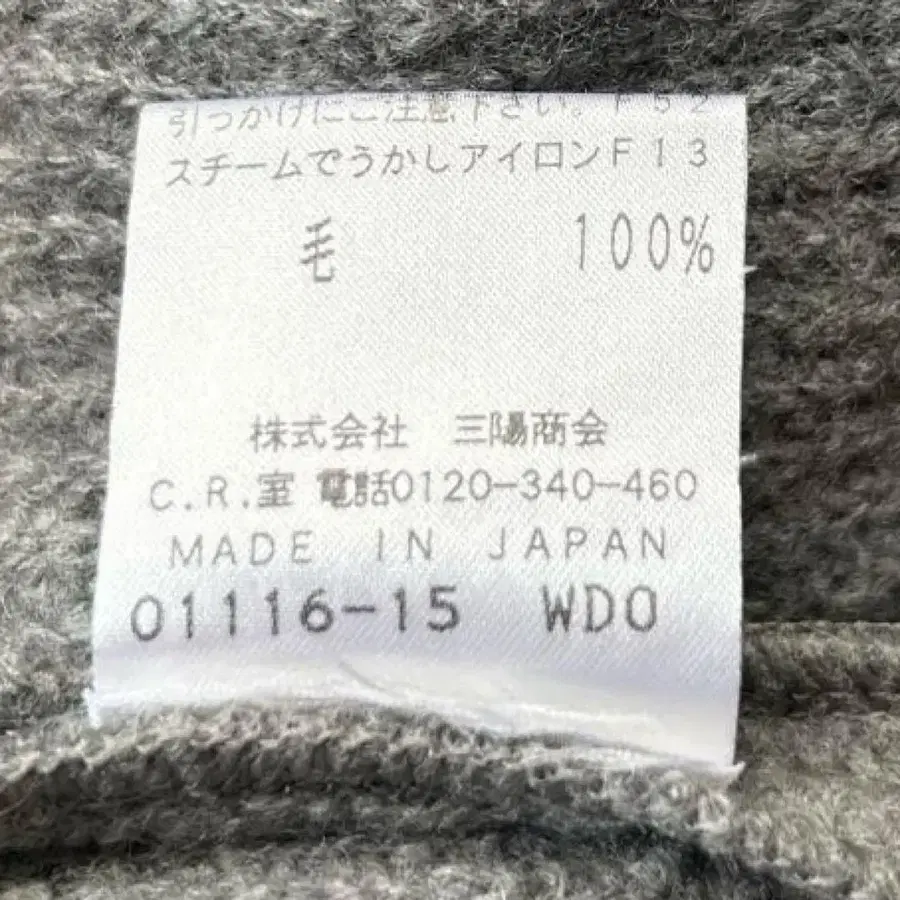 引っかけにご注意下さい。F52
スチームでうかしアイロンF13
毛 100%
株式会社 三陽商会
C.R.室 電話0120-340-460
MADE IN JAPAN
01116-15 WDO